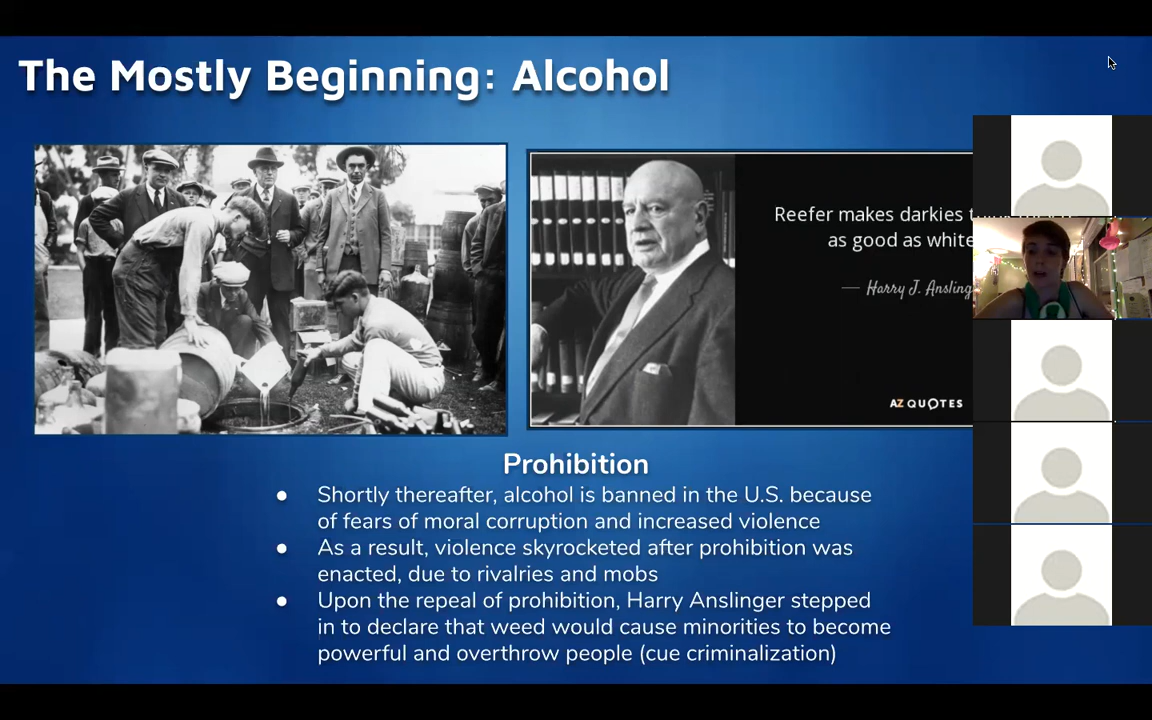 The Mostly Beginning: Alcohol
Reefer makes darkies
as good as white
— Harry J. Ansling
AZ QUOTES
Prohibition
● Shortly thereafter, alcohol is banned in the U.S. because
of fears of moral corruption and increased violence
● As a result, violence skyrocketed after prohibition was
enacted, due to rivalries and mobs
● Upon the repeal of prohibition, Harry Anslinger stepped
in to declare that weed would cause minorities to become
powerful and overthrow people (cue criminalization)